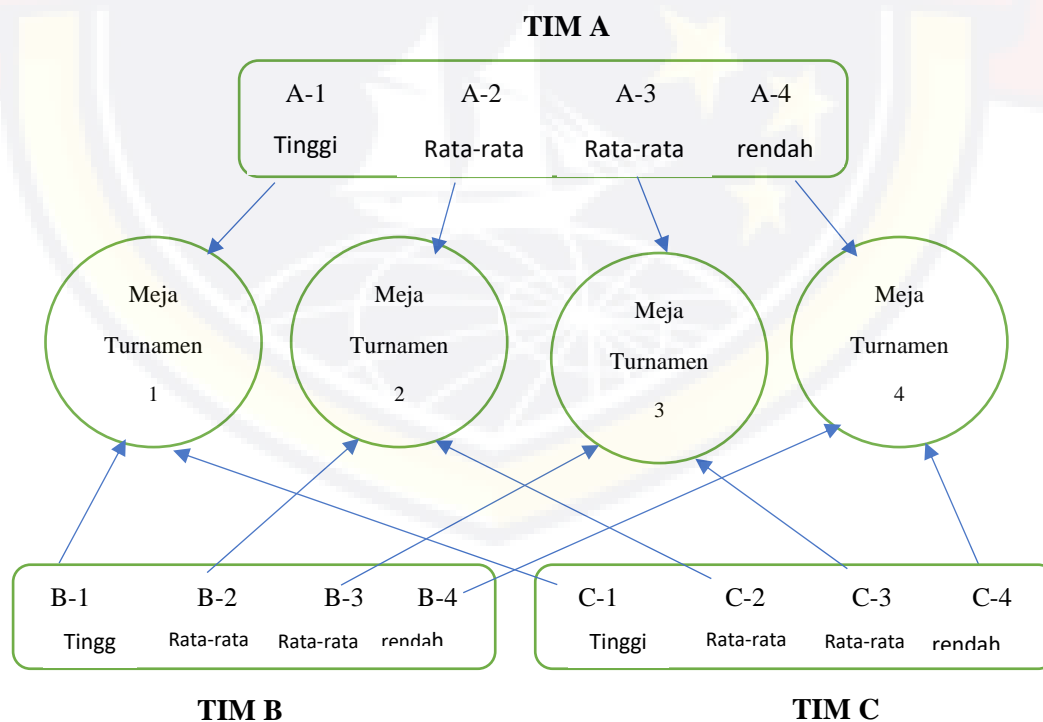 TIM A
A-1 A-2 A-3 A-4
Tinggi Rata-rata Rata-rata rendah
Meja Meja Meja Meja
Turnamen Turnamen Turnamen Turnamen
1 2 3 4
B-1 B-2 B-3 B-4 C-1 C-2 C-3 C-4
Tingg Rata-rata Rata-rata rendah Tinggi Rata-rata Rata-rata rendah
TIM B TIM C